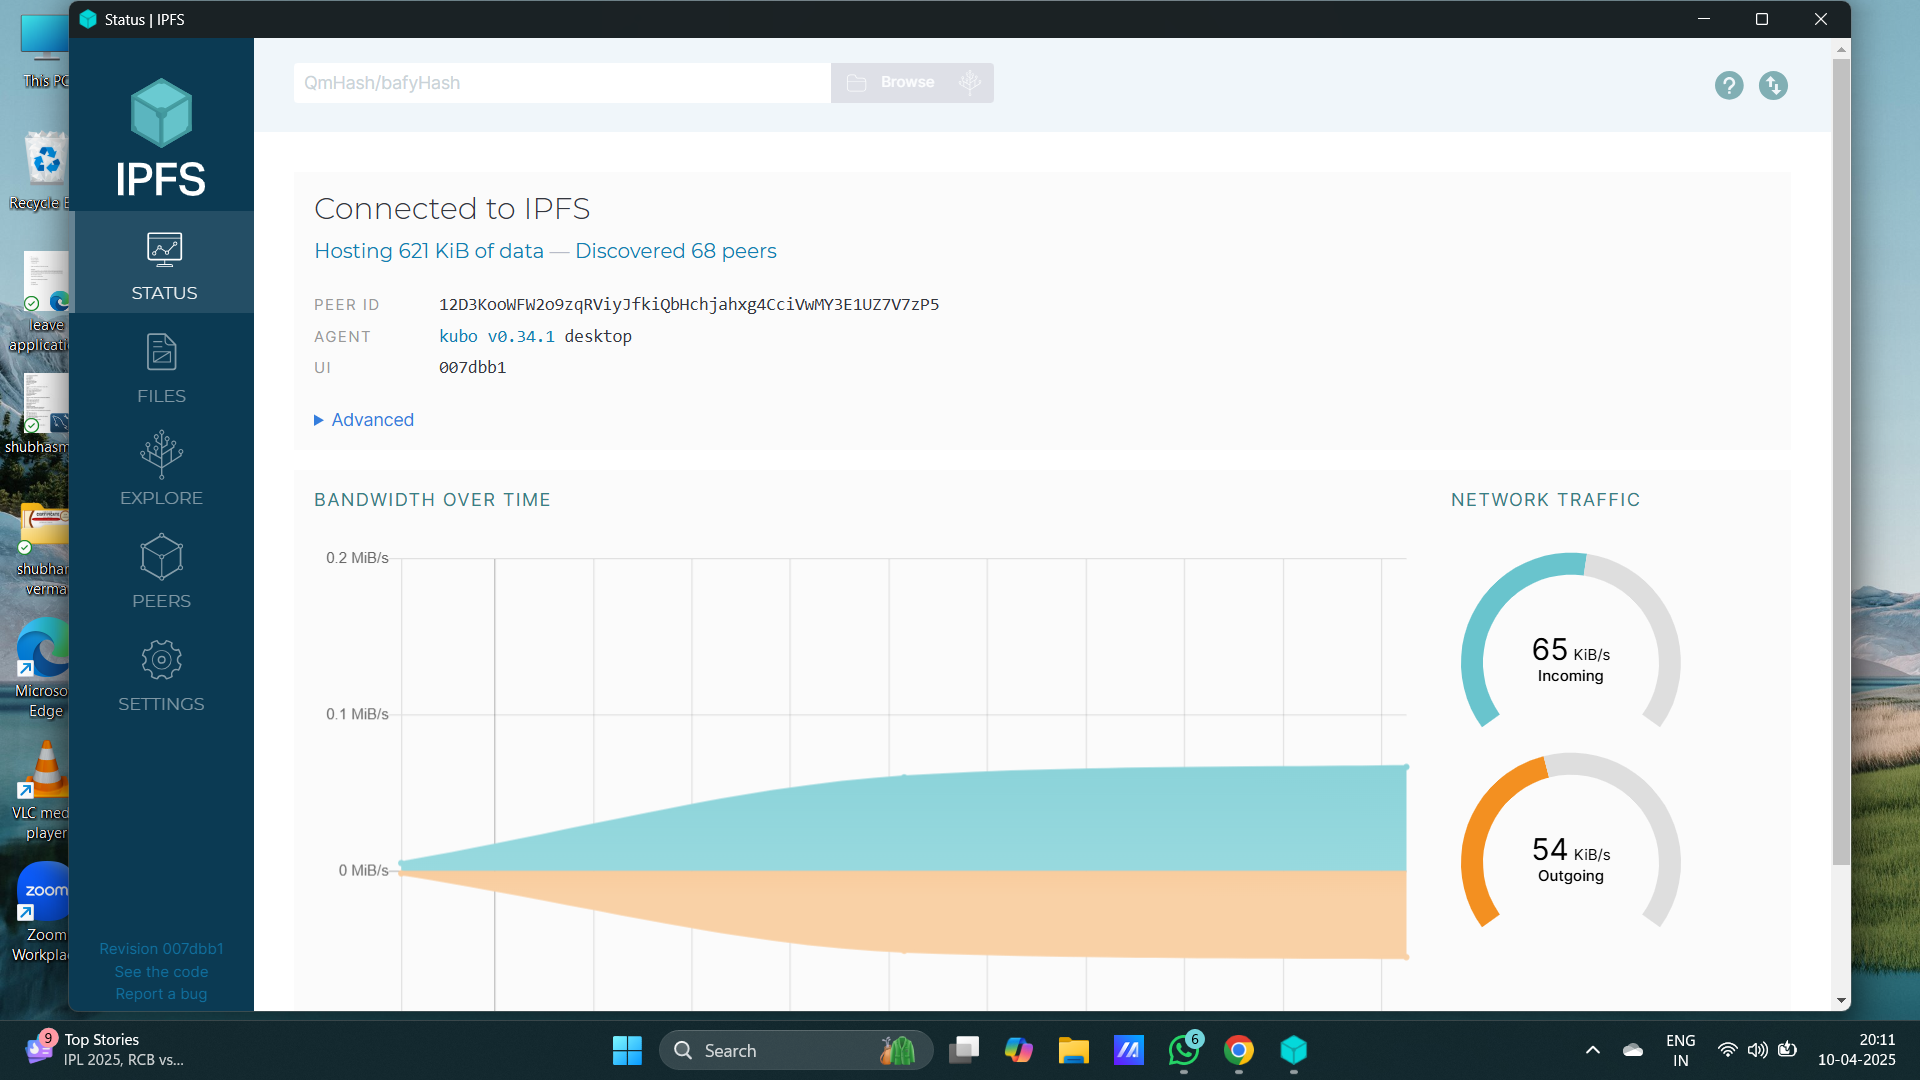 Status | IPFS
This PC
Recycle B
leave
applicati
shubhasm
shubhar
verma
Microso
Edge
VLC med
player
zoom
Zoom
Workpla
IPFS
STATUS
FILES
EXPLORE
PEERS
SETTINGS
Revision 007dbb1
See the code
Report a bug
QmHash/bafyHash
Browse
?
Connected to IPFS
Hosting 621 KiB of data — Discovered 68 peers
PEER ID 12D3KooWFW2o9zqRViyJfkiQbHchjahxg4CciVwMY3E1UZ7V7zP5
AGENT kubo v0.34.1 desktop
UI 007dbb1
Advanced
BANDWIDTH OVER TIME
0.2 MiB/s
0.1 MiB/s
0 MiB/s
NETWORK TRAFFIC
65 KiB/s
Incoming
54 KiB/s
Outgoing
9
Top Stories
IPL 2025, RCB vs...
Search
6
ENG
IN
20:11
10-04-2025